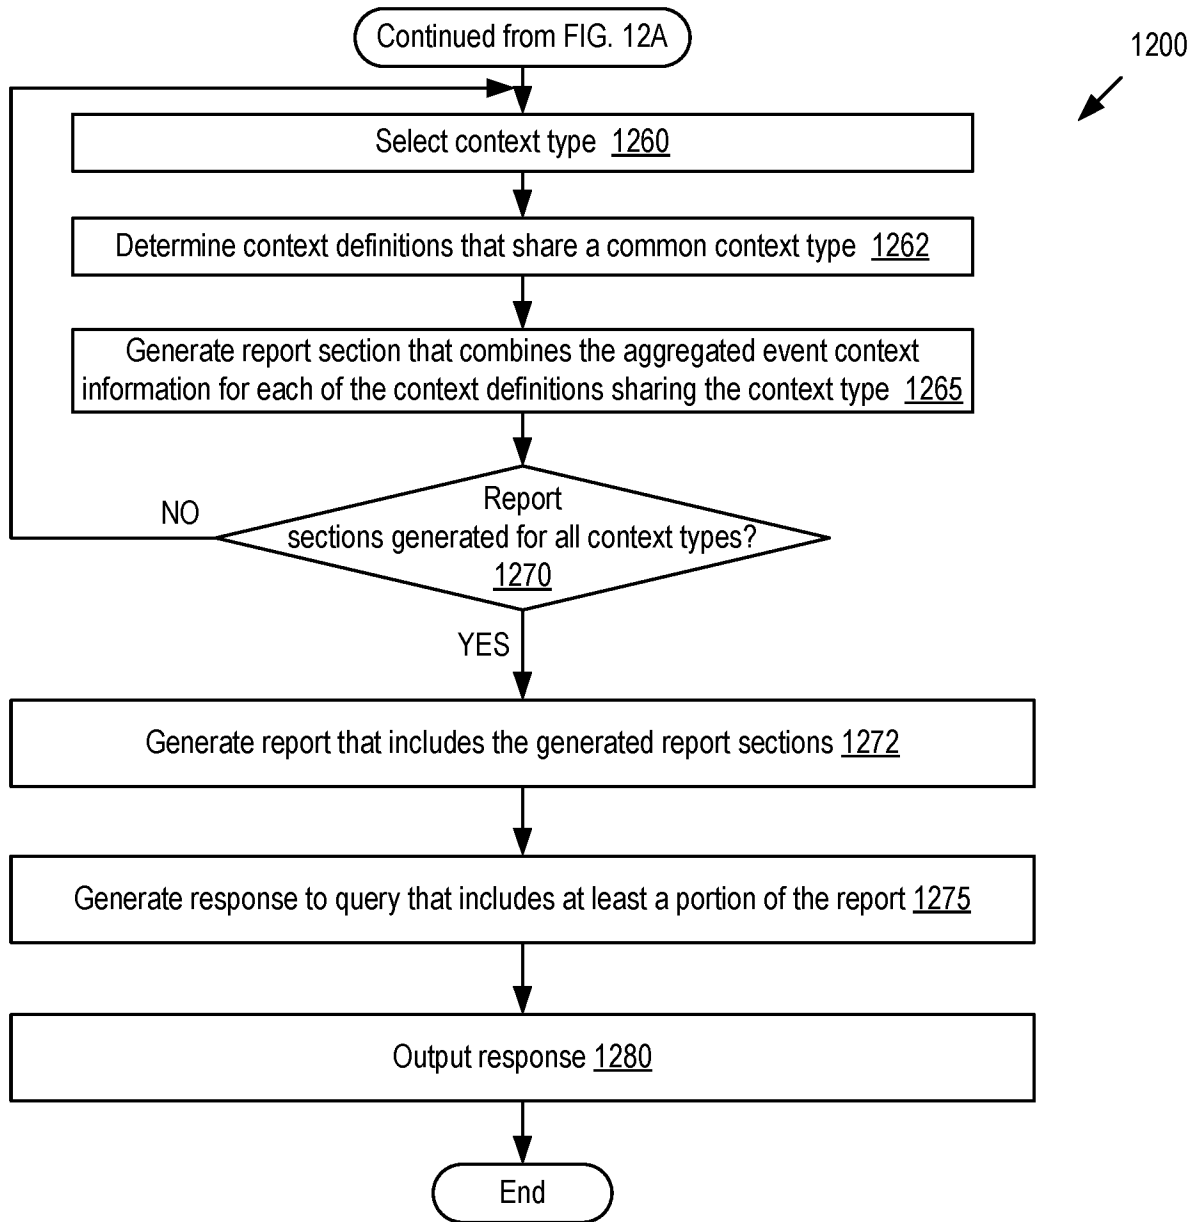 Continued from FIG. 12A
1200
Select context type 1260
Determine context definitions that share a common context type 1262
Generate report section that combines the aggregated event context
information for each of the context definitions sharing the context type 1265
Report
sections generated for all context types?
1270
NO
YES
Generate report that includes the generated report sections 1272
Generate response to query that includes at least a portion of the report 1275
Output response 1280
End